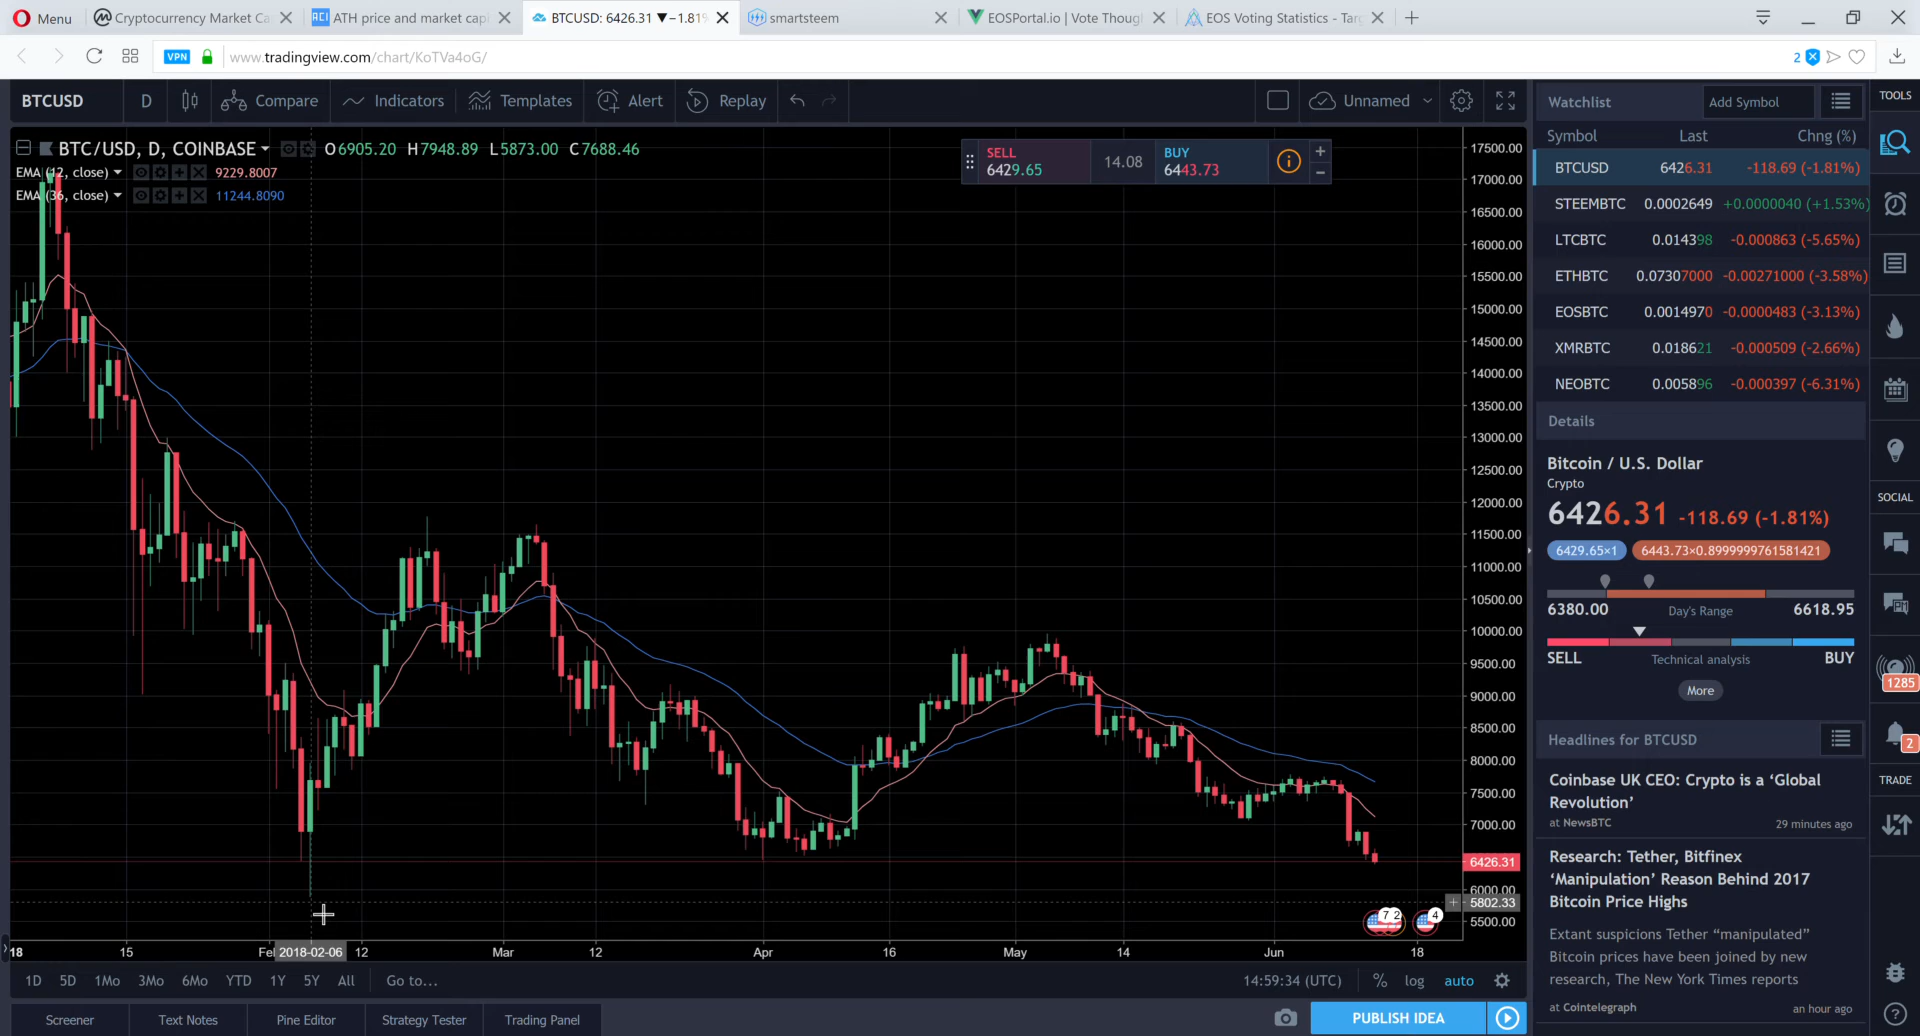 Menu
Cryptocurrency Market Ca
ATH price and market cap
BTCUSD: 6426.31 ▼−1.81%
smartsteem
EOSPortal.io | Vote Though
EOS Voting Statistics - Targ
VPN
www.tradingview.com/chart/KoTVa4oG/
2
BTCUSD
D
Compare
Indicators
Templates
Alert
Replay
Unnamed
BTC/USD, D, COINBASE
O6905.20 H7948.89 L5873.00 C7688.46
EMA (12, close)
9229.8007
EMA (36, close)
11244.8090
SELL
6429.65
14.08
BUY
6443.73
17500.00
17000.00
16500.00
16000.00
15500.00
15000.00
14500.00
14000.00
13500.00
13000.00
12500.00
12000.00
11500.00
11000.00
10500.00
10000.00
9500.00
9000.00
8500.00
8000.00
7500.00
7000.00
6426.31
6000.00
5802.33
5500.00
7 2
4
18
15
Fel
2018-02-06
12
Mar
12
Apr
16
May
14
Jun
18
1D 5D 1Mo 3Mo 6Mo YTD 1Y 5Y All
Go to...
14:59:34 (UTC)
%
log
auto
Screener
Text Notes
Pine Editor
Strategy Tester
Trading Panel
PUBLISH IDEA
Watchlist
Add Symbol
Symbol Last Chng (%)
BTCUSD 6426.31 -118.69 (-1.81%)
STEEMBTC 0.0002649 +0.0000040 (+1.53%)
LTCBTC 0.014398 -0.000863 (-5.65%)
ETHBTC 0.07307000 -0.00271000 (-3.58%)
EOSBTC 0.0014970 -0.0000483 (-3.13%)
XMRBTC 0.018621 -0.000509 (-2.66%)
NEOBTC 0.005896 -0.000397 (-6.31%)
Details
Bitcoin / U.S. Dollar
Crypto
6426.31 -118.69 (-1.81%)
6429.65×1
6443.73×0.8999999761581421
6380.00
Day's Range
6618.95
SELL
Technical analysis
BUY
More
Headlines for BTCUSD
Coinbase UK CEO: Crypto is a ‘Global
Revolution’
at NewsBTC
29 minutes ago
Research: Tether, Bitfinex
‘Manipulation’ Reason Behind 2017
Bitcoin Price Highs
Extant suspicions Tether “manipulated”
Bitcoin prices have been joined by new
research, The New York Times reports
at Cointelegraph
an hour ago
TOOLS
SOCIAL
1285
2
TRADE